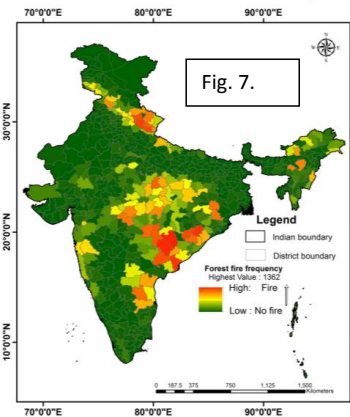 70°0'0"E 80°0'0"E 90°0'0"E
Fig. 7.
N
30°0'0"N
20°0'0"N
10°0'0"N
Legend
Indian boundary
District boundary
Forest fire frequency
Highest Value : 1362
High: Fire
Low : No fire
0 187.5 375 750 1,125 1,500
Kilometers
70°0'0"E 80°0'0"E 90°0'0"E